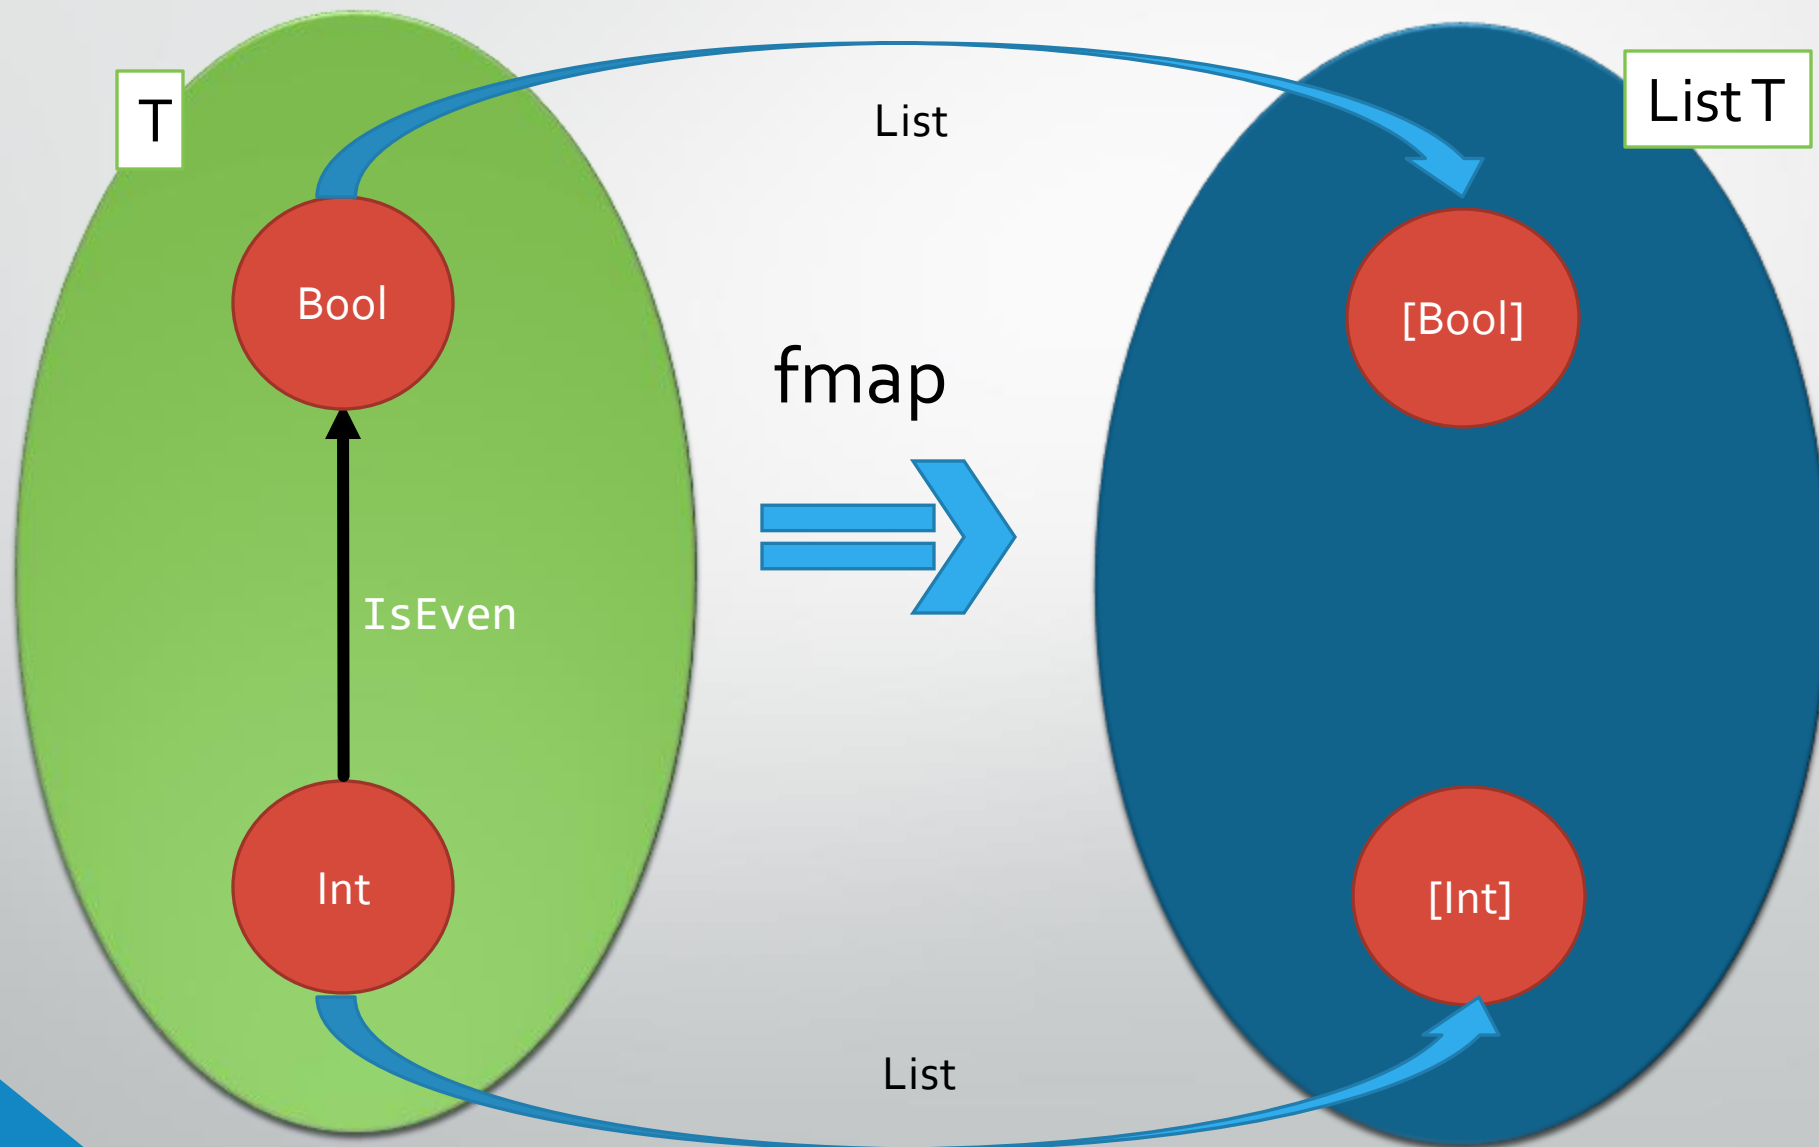 T
List
List T
Bool
[Bool]
fmap
IsEven
Int
[Int]
List